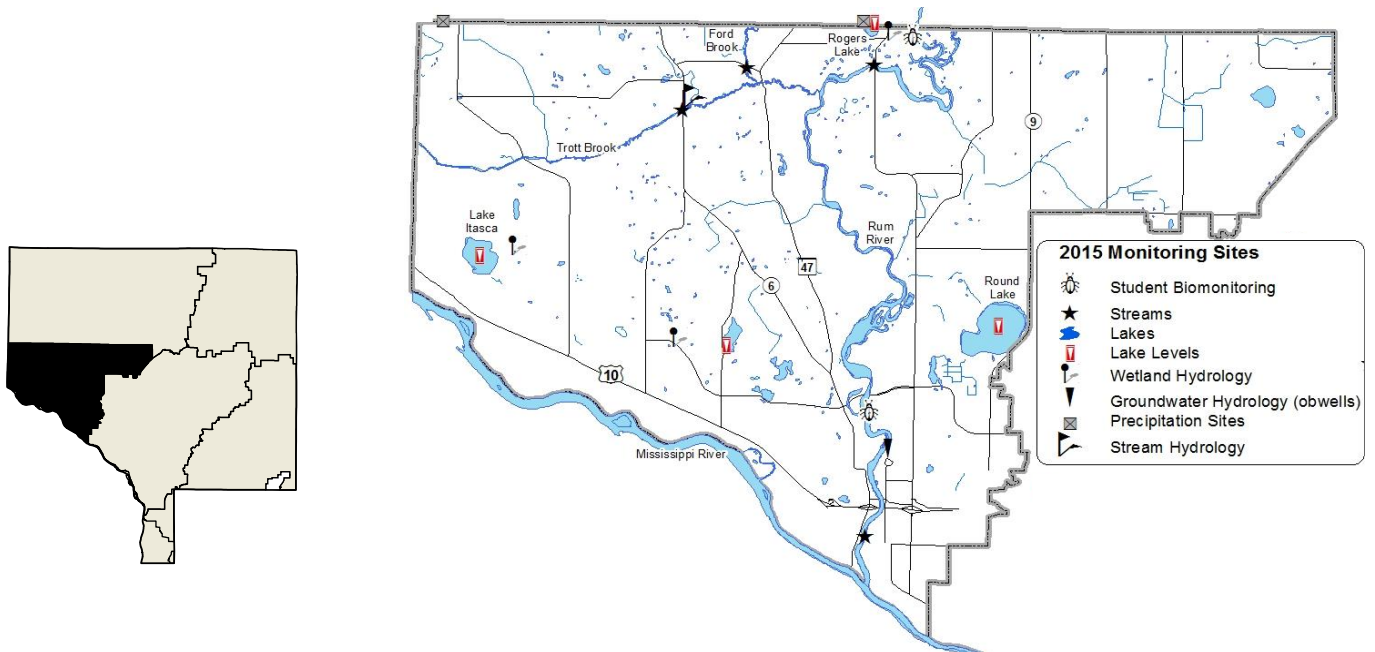 Ford
Brook
Rogers
Lake
9
Trott Brook
Lake
Itasca
Rum
River
47
6
Round
Lake
10
Mississippi River
2015 Monitoring Sites
Student Biomonitoring
Streams
Lakes
Lake Levels
Wetland Hydrology
Groundwater Hydrology (obwells)
Precipitation Sites
Stream Hydrology